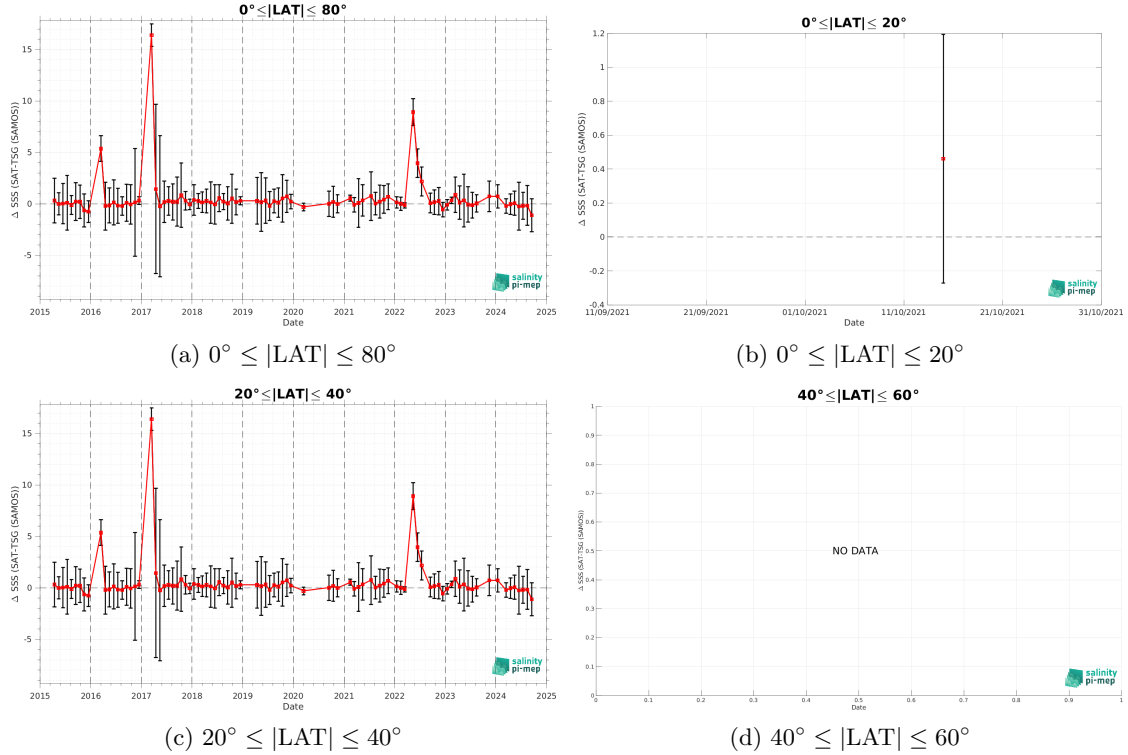 0°≤|LAT|≤ 80°
Δ SSS (SAT-TSG (SAMOS))
15
10
5
0
-5
2015 2016 2017 2018 2019 2020 2021 2022 2023 2024 2025
Date
salinity
pi-mep
(a) 0° ≤ |LAT| ≤ 80°
0°≤|LAT|≤ 20°
Δ SSS (SAT-TSG (SAMOS))
1.2
1
0.8
0.6
0.4
0.2
0
-0.2
-0.4
11/09/2021 21/09/2021 01/10/2021 11/10/2021 21/10/2021 31/10/2021
Date
salinity
pi-mep
(b) 0° ≤ |LAT| ≤ 20°
20°≤|LAT|≤ 40°
Δ SSS (SAT-TSG (SAMOS))
15
10
5
0
-5
2015 2016 2017 2018 2019 2020 2021 2022 2023 2024 2025
Date
salinity
pi-mep
(c) 20° ≤ |LAT| ≤ 40°
40°≤|LAT|≤ 60°
Δ SSS (SAT-TSG (SAMOS))
1
0.9
0.8
0.7
0.6
0.5
0.4
0.3
0.2
0.1
0
NO DATA
0 0.1 0.2 0.3 0.4 0.5 0.6 0.7 0.8 0.9 1
Date
salinity
pi-mep
(d) 40° ≤ |LAT| ≤ 60°